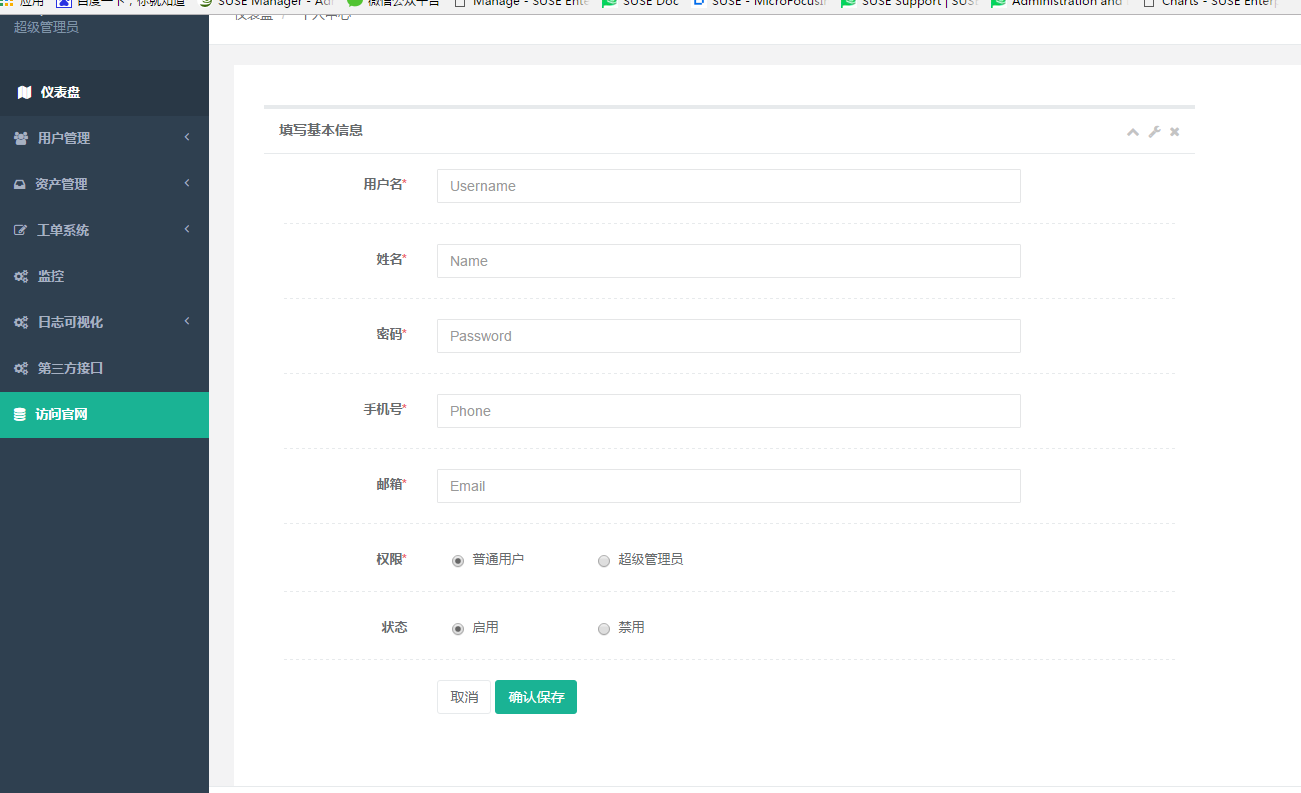 应用 百度一下，你就知道 SUSE Manager - Ad 微信公众平台 Manage - SUSE Ente SUSE Doc SUSE - MicroFocus SUSE Support | SUS Administration and Charts - SUSE Enter
超级管理员
仪表盘 / 个人中心
仪表盘
用户管理
资产管理
工单系统
监控
日志可视化
第三方接口
访问官网
填写基本信息
用户名* Username
姓名* Name
密码* Password
手机号* Phone
邮箱* Email
权限* 普通用户 超级管理员
状态 启用 禁用
取消 确认保存